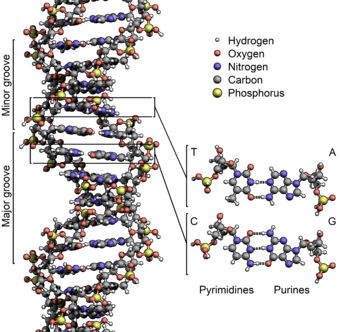 Minor groove
Major groove
Hydrogen
Oxygen
Nitrogen
Carbon
Phosphorus
T A
C G
Pyrimidines Purines